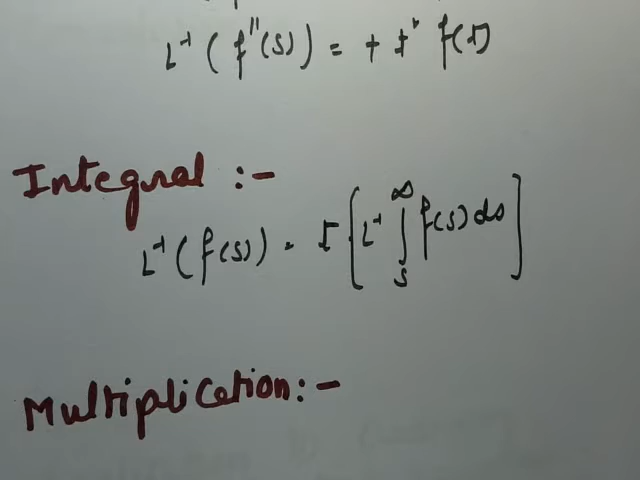 L⁻¹ ( f''(s) ) = + t² f(t)
Integral :-
L⁻¹ ( f(s) ) = t [ L⁻¹ ∫ₛ^∞ f(s) ds ]
Multiplication :-